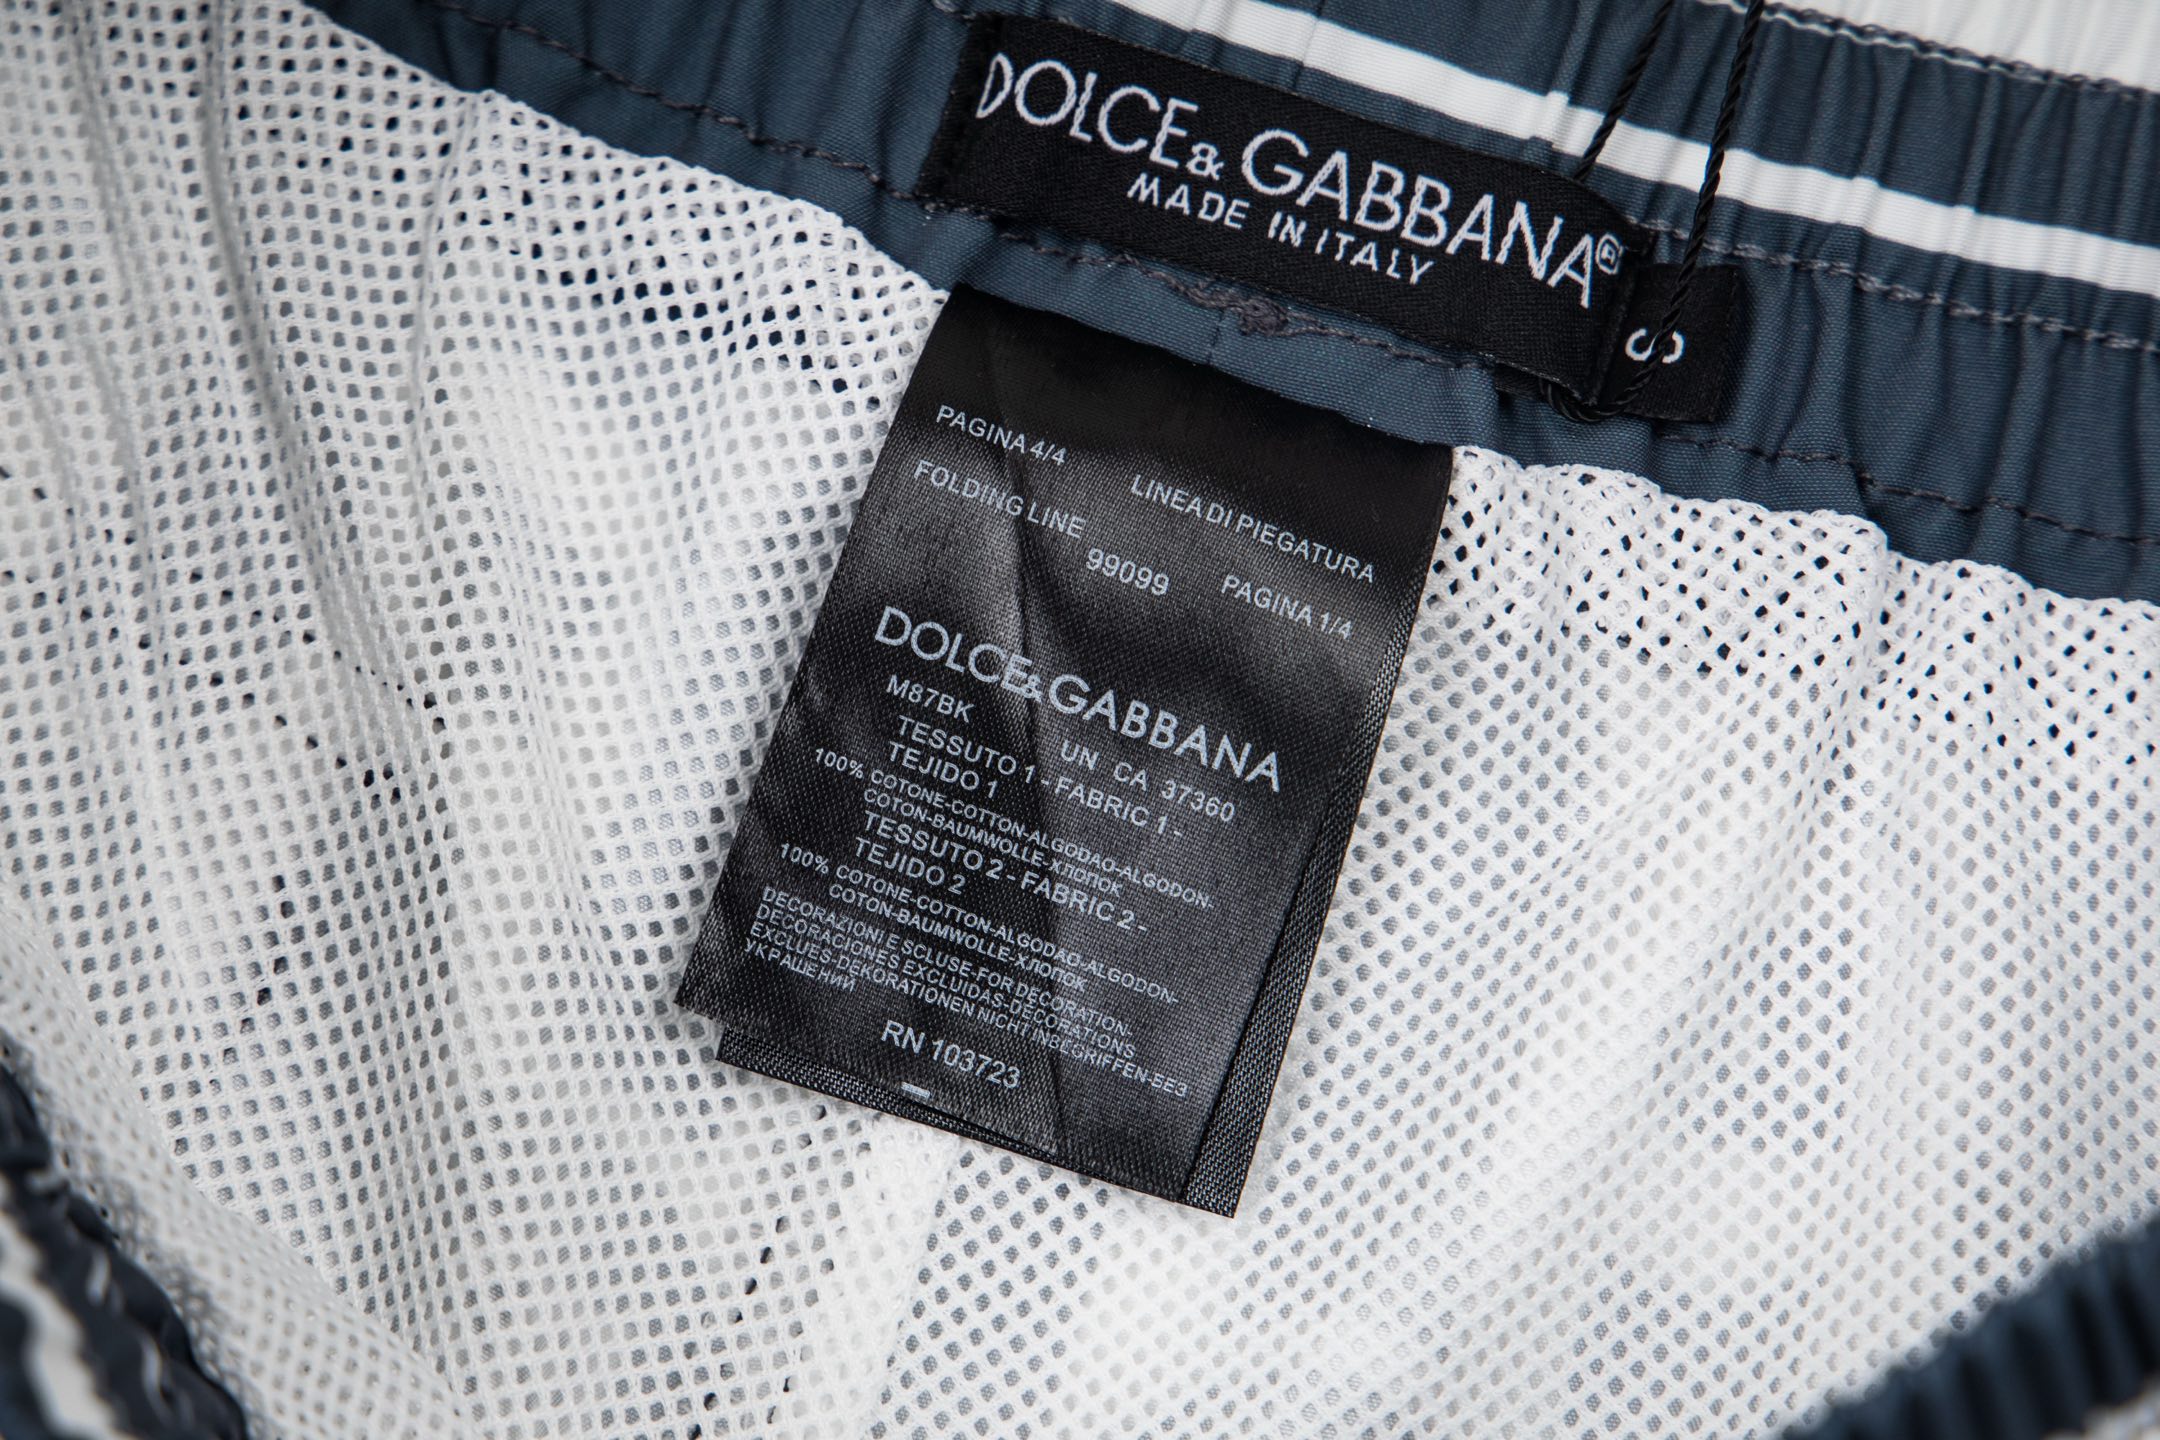 DOLCE&GABBANA®
MADE IN ITALY
S
PAGINA 4/4
LINEA DI PIEGATURA
FOLDING LINE
99099
PAGINA 1/4
DOLCE&GABBANA
M87BK
UN CA 37360
TESSUTO 1 - FABRIC 1 -
TEJIDO 1
100% COTONE-COTTON-ALGODAO-ALGODON-
COTON-BAUMWOLLE-ХЛОПОК
TESSUTO 2 - FABRIC 2 -
TEJIDO 2
100% COTONE-COTTON-ALGODAO-ALGODON-
COTON-BAUMWOLLE-ХЛОПОК
DECORAZIONI E SCLUSE-FOR DECORATION-
DECORACIONES EXCLUIDAS-DECORATIONS
EXCLUES-DEKORATIONEN NICHT INBEGRIFFEN-БЕЗ
УКРАШЕНИЙ
RN 103723